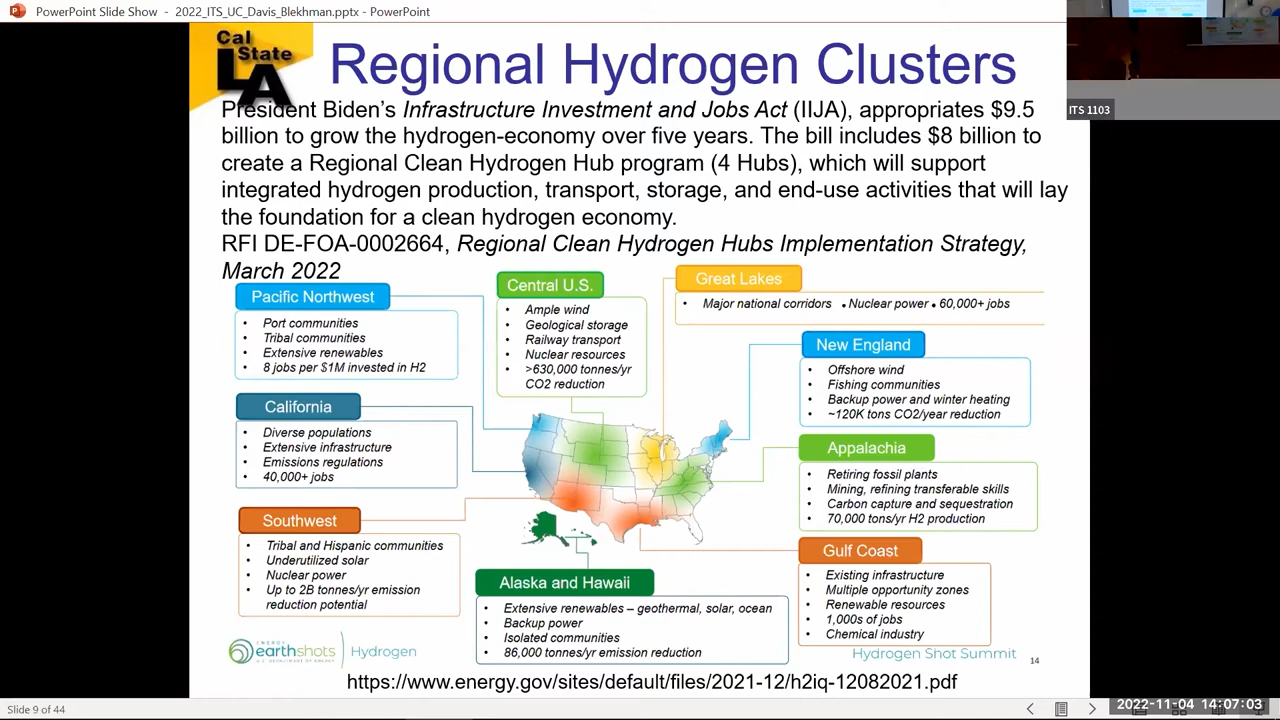 PowerPoint Slide Show - 2022_ITS_UC_Davis_Blekhman.pptx - PowerPoint
Cal State LA
Regional Hydrogen Clusters
President Biden's Infrastructure Investment and Jobs Act (IIJA), appropriates $9.5
billion to grow the hydrogen-economy over five years. The bill includes $8 billion to
create a Regional Clean Hydrogen Hub program (4 Hubs), which will support
integrated hydrogen production, transport, storage, and end-use activities that will lay
the foundation for a clean hydrogen economy.
RFI DE-FOA-0002664, Regional Clean Hydrogen Hubs Implementation Strategy,
March 2022
ITS 1103
Pacific Northwest
• Port communities
• Tribal communities
• Extensive renewables
• 8 jobs per $1M invested in H2
California
• Diverse populations
• Extensive infrastructure
• Emissions regulations
• 40,000+ jobs
Southwest
• Tribal and Hispanic communities
• Underutilized solar
• Nuclear power
• Up to 2B tonnes/yr emission
reduction potential
Central U.S.
• Ample wind
• Geological storage
• Railway transport
• Nuclear resources
• >630,000 tonnes/yr
CO2 reduction
Great Lakes
• Major national corridors • Nuclear power • 60,000+ jobs
New England
• Offshore wind
• Fishing communities
• Backup power and winter heating
• ~120K tons CO2/year reduction
Appalachia
• Retiring fossil plants
• Mining, refining transferable skills
• Carbon capture and sequestration
• 70,000 tons/yr H2 production
Gulf Coast
• Existing infrastructure
• Multiple opportunity zones
• Renewable resources
• 1,000s of jobs
• Chemical industry
Alaska and Hawaii
• Extensive renewables – geothermal, solar, ocean
• Backup power
• Isolated communities
• 86,000 tonnes/yr emission reduction
ENERGY
earthshots
U.S. DEPARTMENT OF ENERGY
Hydrogen
Hydrogen Shot Summit
14
https://www.energy.gov/sites/default/files/2021-12/h2iq-12082021.pdf
Slide 9 of 44
2022-11-04 14:07:03